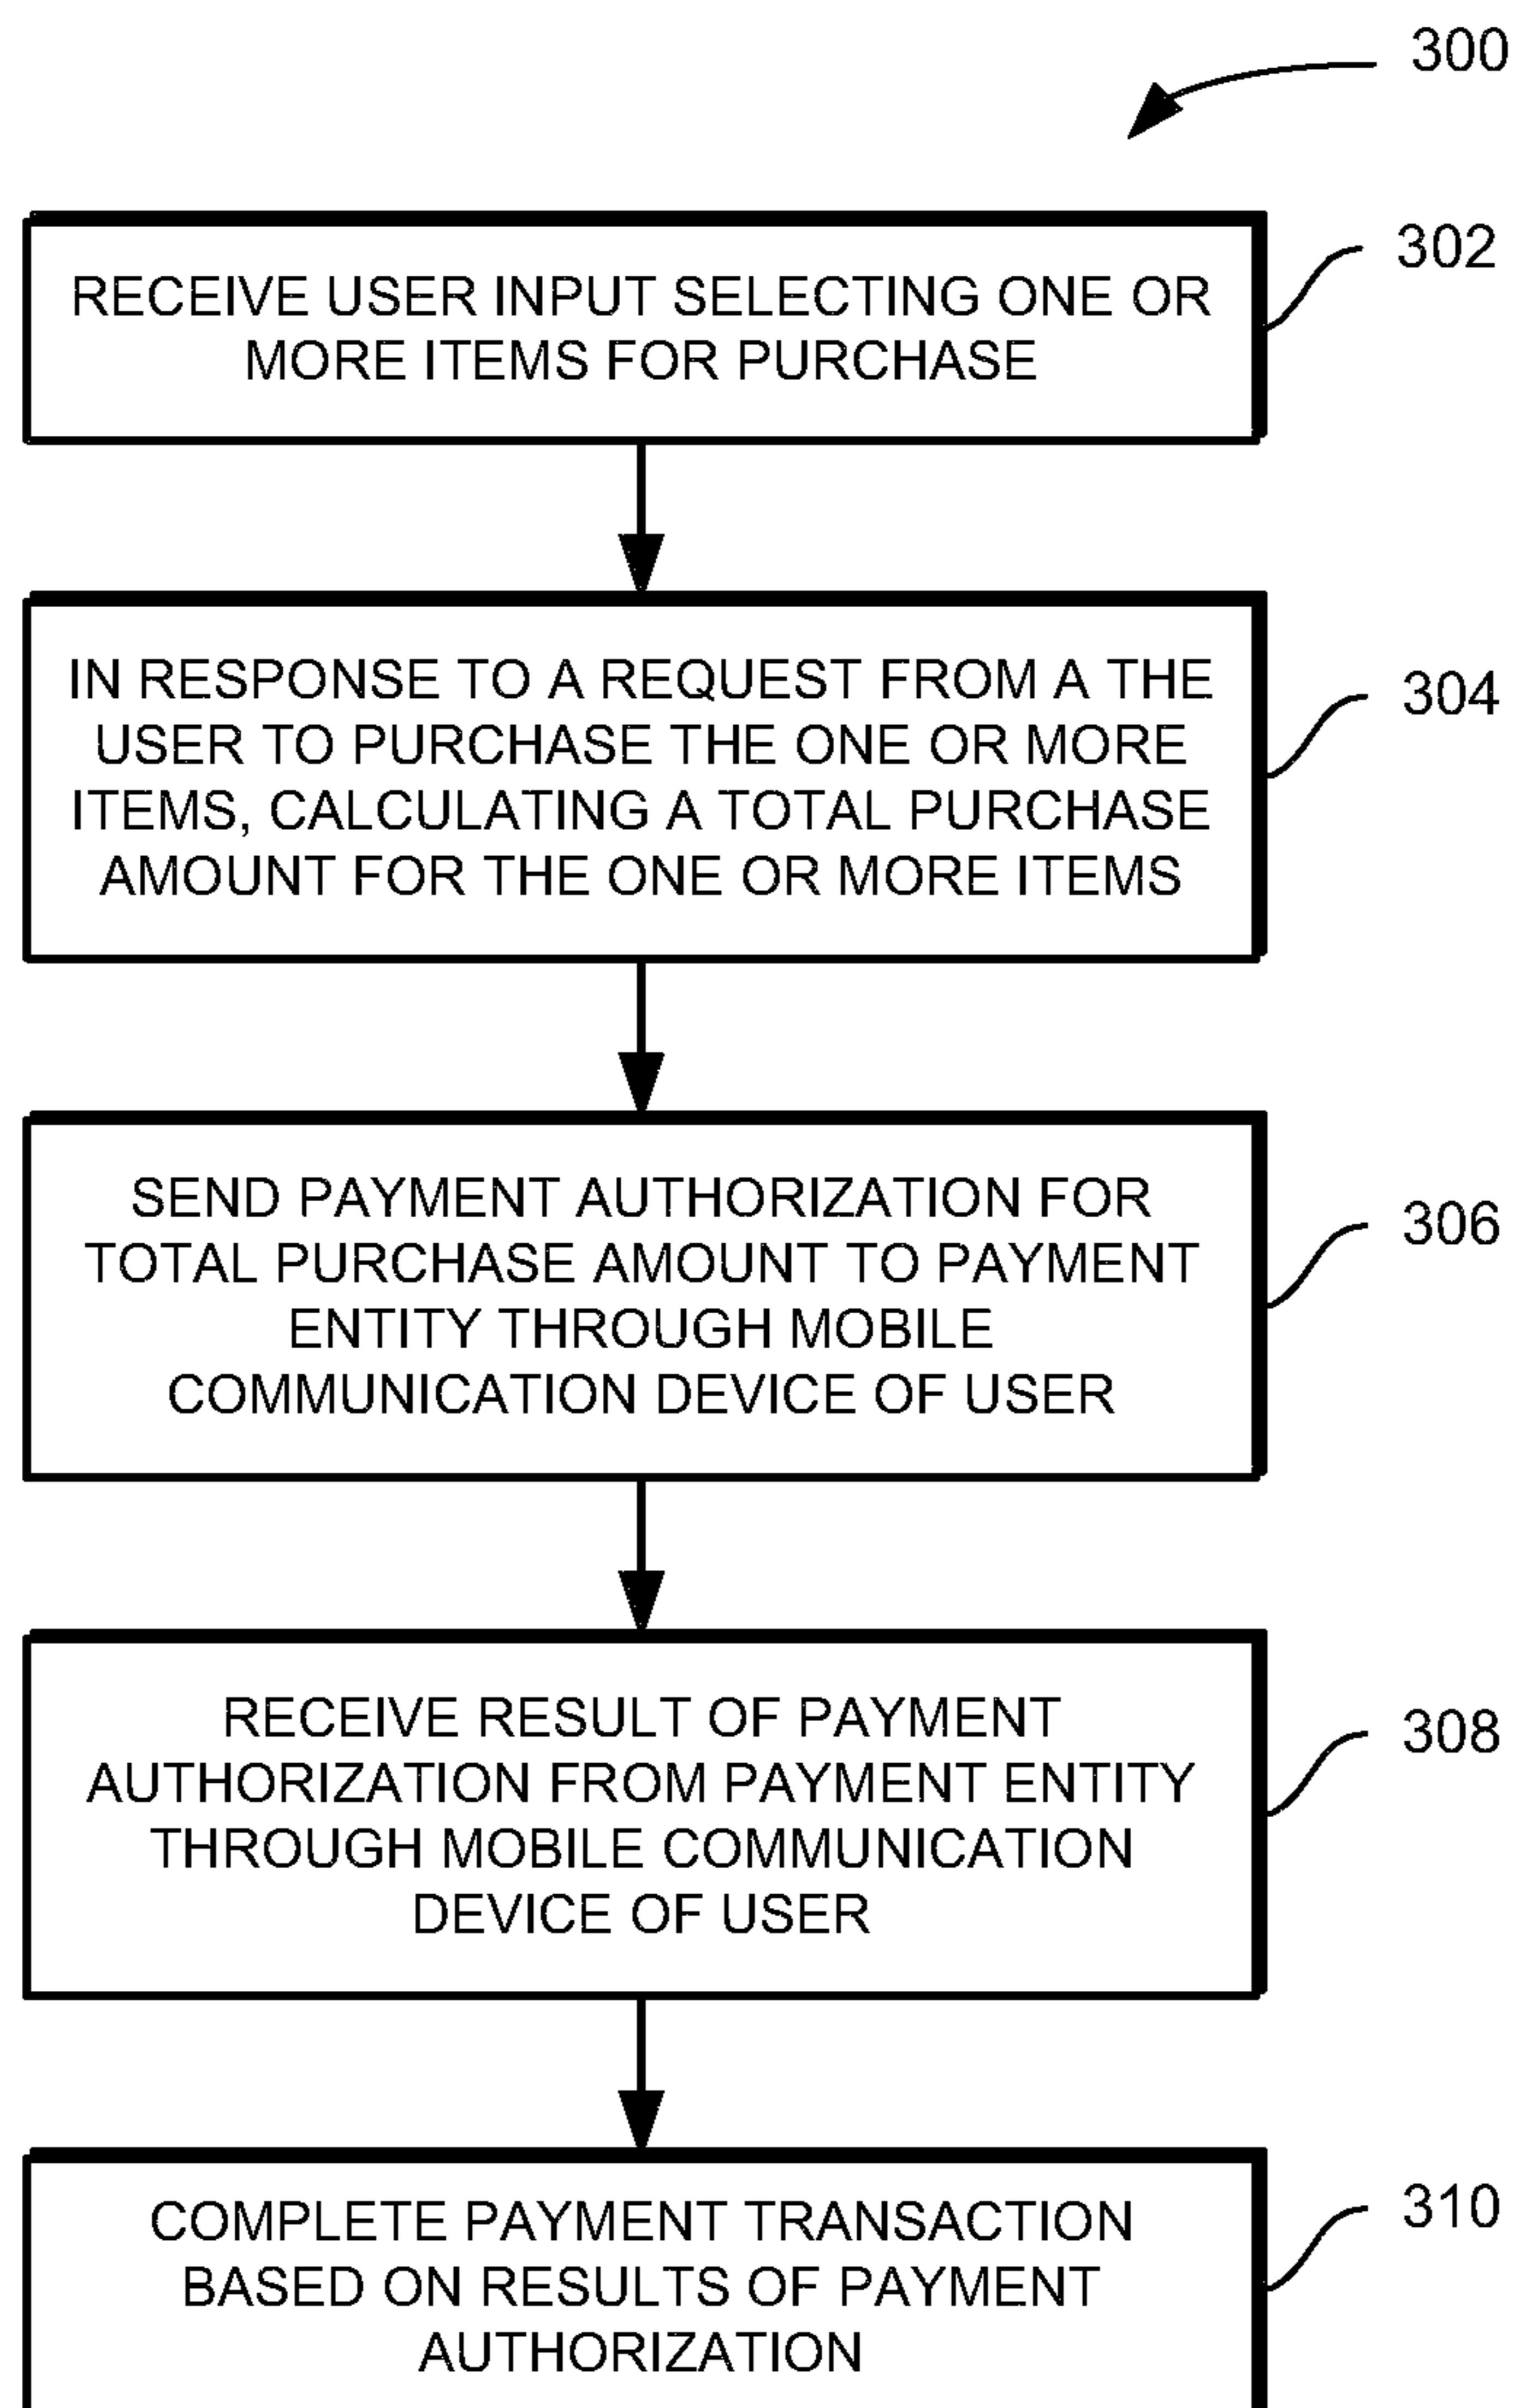 300
RECEIVE USER INPUT SELECTING ONE OR
MORE ITEMS FOR PURCHASE
302
IN RESPONSE TO A REQUEST FROM A THE
USER TO PURCHASE THE ONE OR MORE
ITEMS, CALCULATING A TOTAL PURCHASE
AMOUNT FOR THE ONE OR MORE ITEMS
304
SEND PAYMENT AUTHORIZATION FOR
TOTAL PURCHASE AMOUNT TO PAYMENT
ENTITY THROUGH MOBILE
COMMUNICATION DEVICE OF USER
306
RECEIVE RESULT OF PAYMENT
AUTHORIZATION FROM PAYMENT ENTITY
THROUGH MOBILE COMMUNICATION
DEVICE OF USER
308
COMPLETE PAYMENT TRANSACTION
BASED ON RESULTS OF PAYMENT
AUTHORIZATION
310